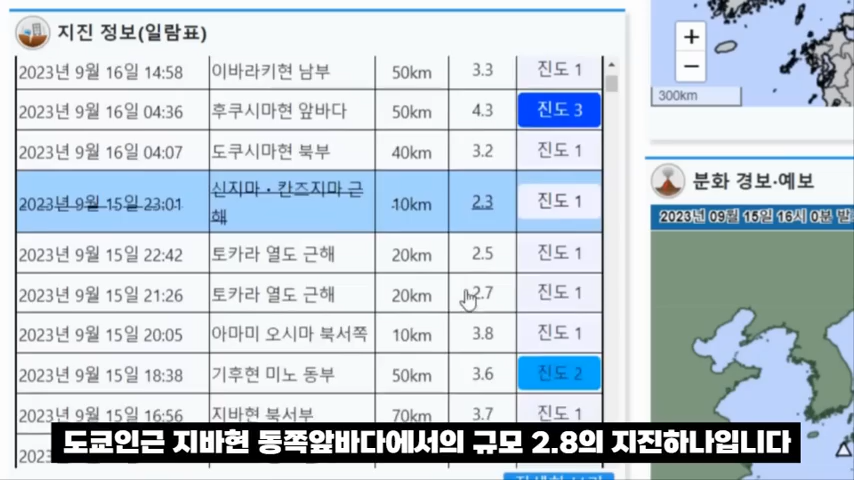 지진 정보(일람표)
2023년 9월 16일 14:58 이바라키현 남부 50km 3.3 진도 1
2023년 9월 16일 04:36 후쿠시마현 앞바다 50km 4.3 진도 3
2023년 9월 16일 04:07 도쿠시마현 북부 40km 3.2 진도 1
2023년 9월 15일 23:01 신지마・칸즈지마 근
해 10km 2.3 진도 1
2023년 9월 15일 22:42 토카라 열도 근해 20km 2.5 진도 1
2023년 9월 15일 21:26 토카라 열도 근해 20km 2.7 진도 1
2023년 9월 15일 20:05 아마미 오시마 북서쪽 10km 3.8 진도 1
2023년 9월 15일 18:38 기후현 미노 동부 50km 3.6 진도 2
2023년 9월 15일 16:56 지바현 북서부 70km 3.7 진도 1
도쿄인근 지바현 동쪽앞바다에서의 규모 2.8의 지진하나입니다
+
−
300km
분화 경보·예보
2023년 09월 15일 16시 0분